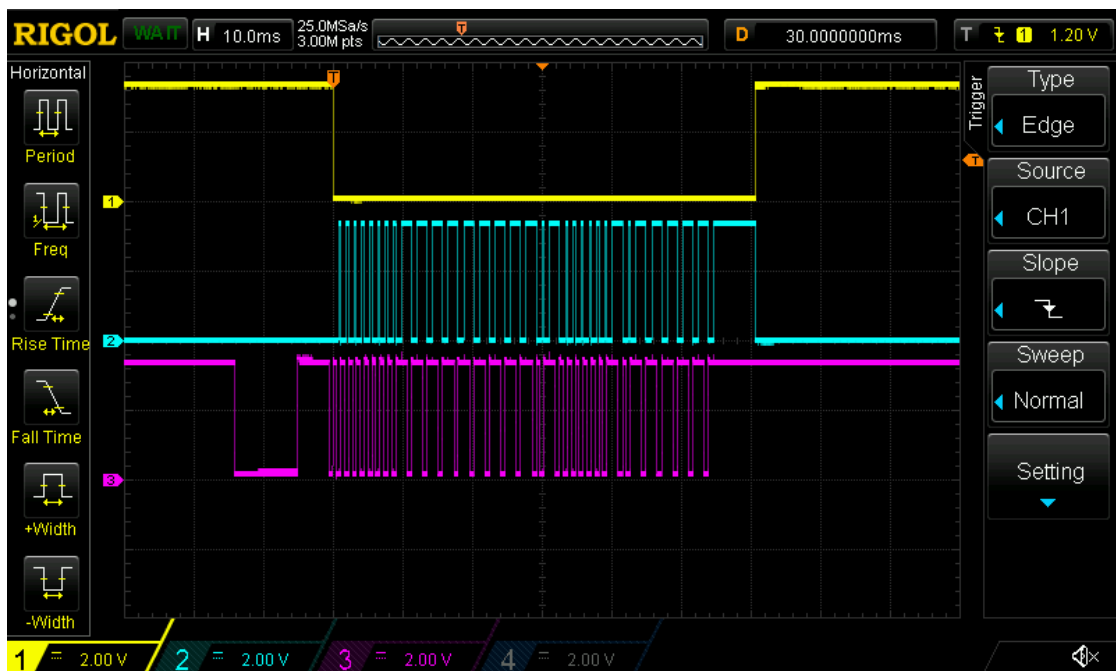 RIGOL WAIT H 10.0ms 25.0MSa/s D 30.0000000ms T 1 1.20 V
3.00M pts
T
Horizontal
Period
1/
Freq
Rise Time
Fall Time
+Width
-Width
T
1
2
3
Trigger
T
Type
Edge
Source
CH1
Slope
Sweep
Normal
Setting
1 = 2.00 V 2 = 2.00 V 3 = 2.00 V 4 = 2.00 V